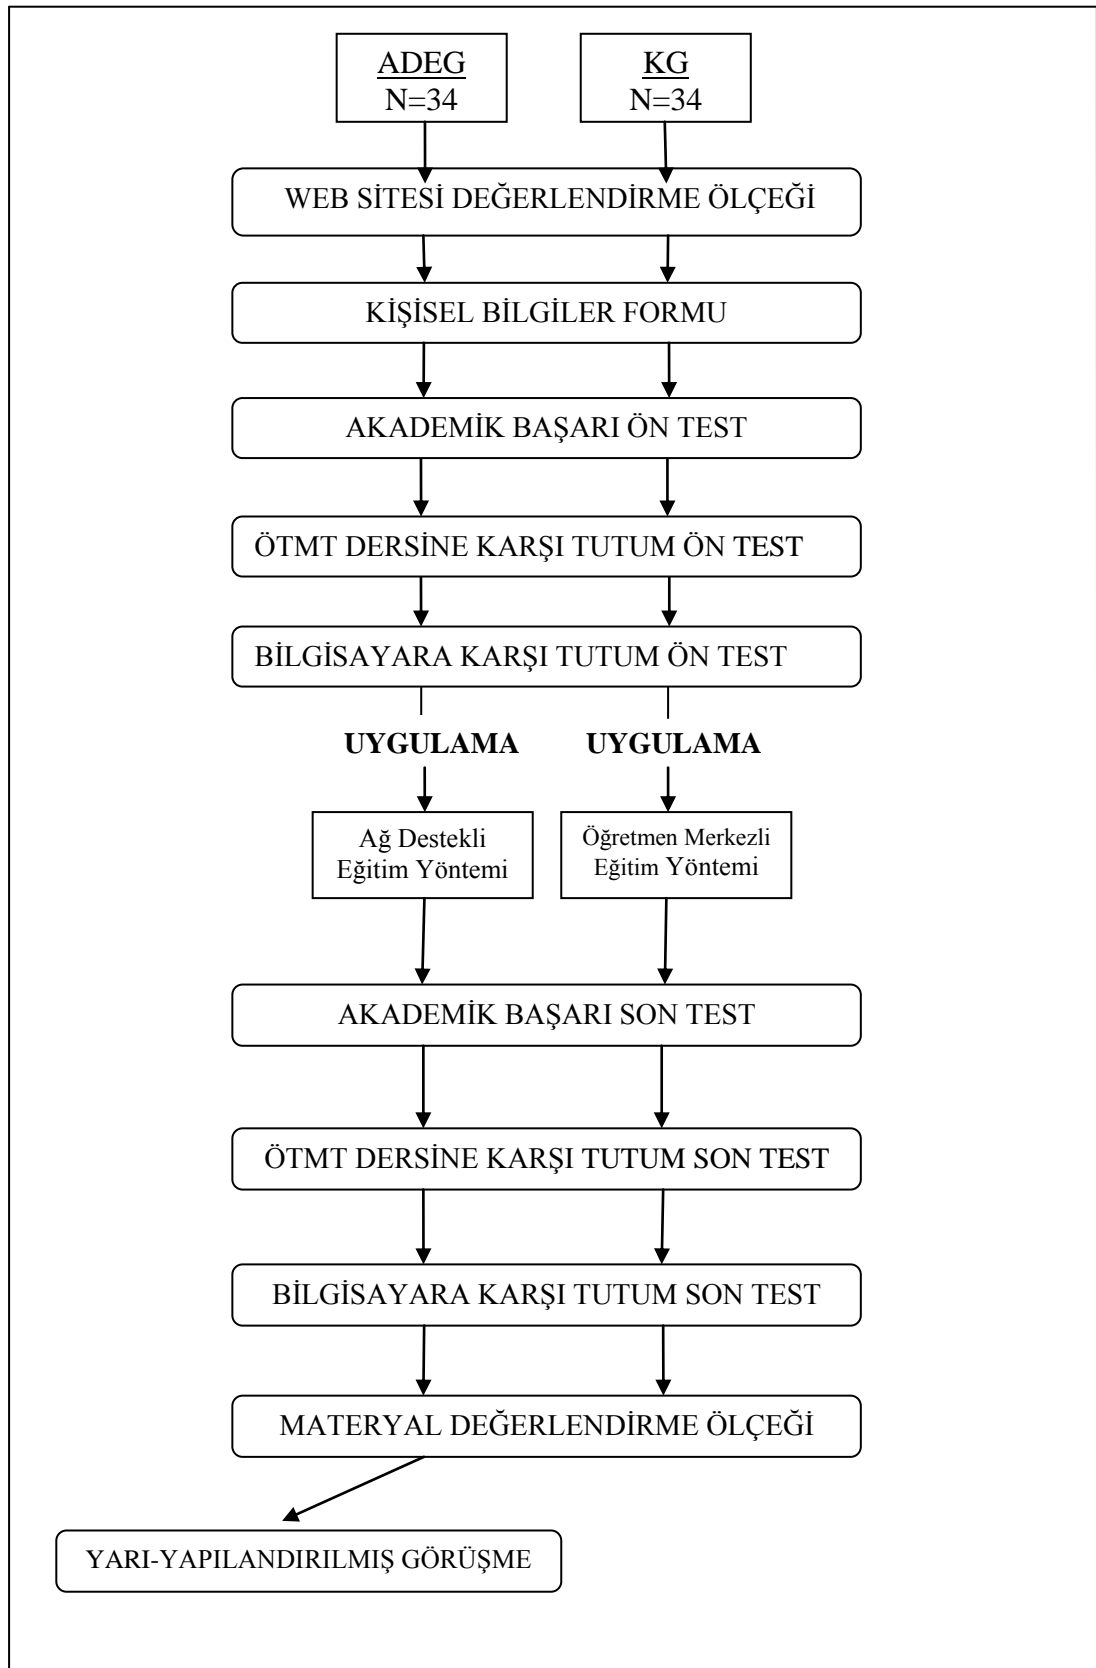 ADEG
N=34
KG
N=34
WEB SİTESİ DEĞERLENDİRME ÖLÇEĞİ
KİŞİSEL BİLGİLER FORMU
AKADEMİK BAŞARI ÖN TEST
ÖTMT DERSİNE KARŞI TUTUM ÖN TEST
BİLGİSAYARA KARŞI TUTUM ÖN TEST
UYGULAMA
UYGULAMA
Ağ Destekli
Eğitim Yöntemi
Öğretmen Merkezli
Eğitim Yöntemi
AKADEMİK BAŞARI SON TEST
ÖTMT DERSİNE KARŞI TUTUM SON TEST
BİLGİSAYARA KARŞI TUTUM SON TEST
MATERYAL DEĞERLENDİRME ÖLÇEĞİ
YARI-YAPILANDIRILMIŞ GÖRÜŞME